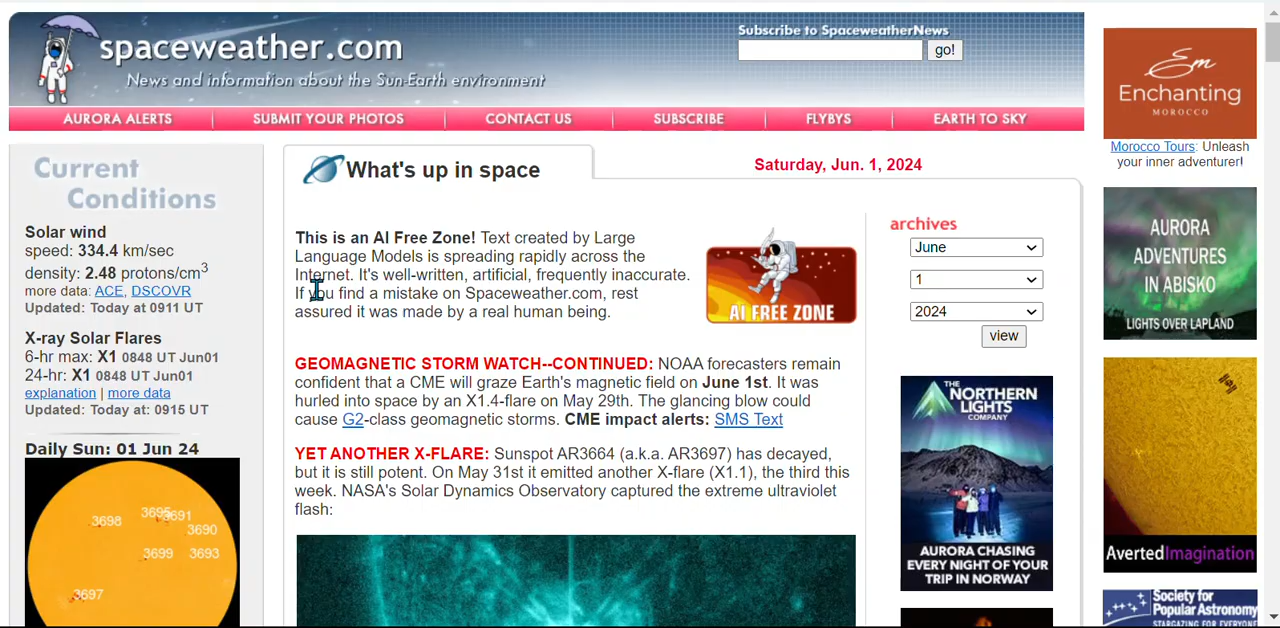 spaceweather.com
News and information about the Sun-Earth environment
Subscribe to SpaceweatherNews
go!
AURORA ALERTS
SUBMIT YOUR PHOTOS
CONTACT US
SUBSCRIBE
FLYBYS
EARTH TO SKY
Current
Conditions
Solar wind
speed: 334.4 km/sec
density: 2.48 protons/cm3
more data: ACE, DSCOVR
Updated: Today at 0911 UT
X-ray Solar Flares
6-hr max: X1 0848 UT Jun01
24-hr: X1 0848 UT Jun01
explanation | more data
Updated: Today at: 0915 UT
Daily Sun: 01 Jun 24
3698
3695
3691
3690
3699
3693
3697
What's up in space
Saturday, Jun. 1, 2024
This is an AI Free Zone! Text created by Large
Language Models is spreading rapidly across the
Internet. It's well-written, artificial, frequently inaccurate.
If you find a mistake on Spaceweather.com, rest
assured it was made by a real human being.
AI FREE ZONE
GEOMAGNETIC STORM WATCH--CONTINUED: NOAA forecasters remain
confident that a CME will graze Earth's magnetic field on June 1st. It was
hurled into space by an X1.4-flare on May 29th. The glancing blow could
cause G2-class geomagnetic storms. CME impact alerts: SMS Text
YET ANOTHER X-FLARE: Sunspot AR3664 (a.k.a. AR3697) has decayed,
but it is still potent. On May 31st it emitted another X-flare (X1.1), the third this
week. NASA's Solar Dynamics Observatory captured the extreme ultraviolet
flash:
archives
June
1
2024
view
THE
NORTHERN
LIGHTS
COMPANY
AURORA CHASING
EVERY NIGHT OF YOUR
TRIP IN NORWAY
Em
Enchanting
MOROCCO
Morocco Tours: Unleash
your inner adventurer!
AURORA
ADVENTURES
IN ABISKO
LIGHTS OVER LAPLAND
AvertedImagination
Society for
Popular Astronomy
STARGAZING FOR EVERYONE